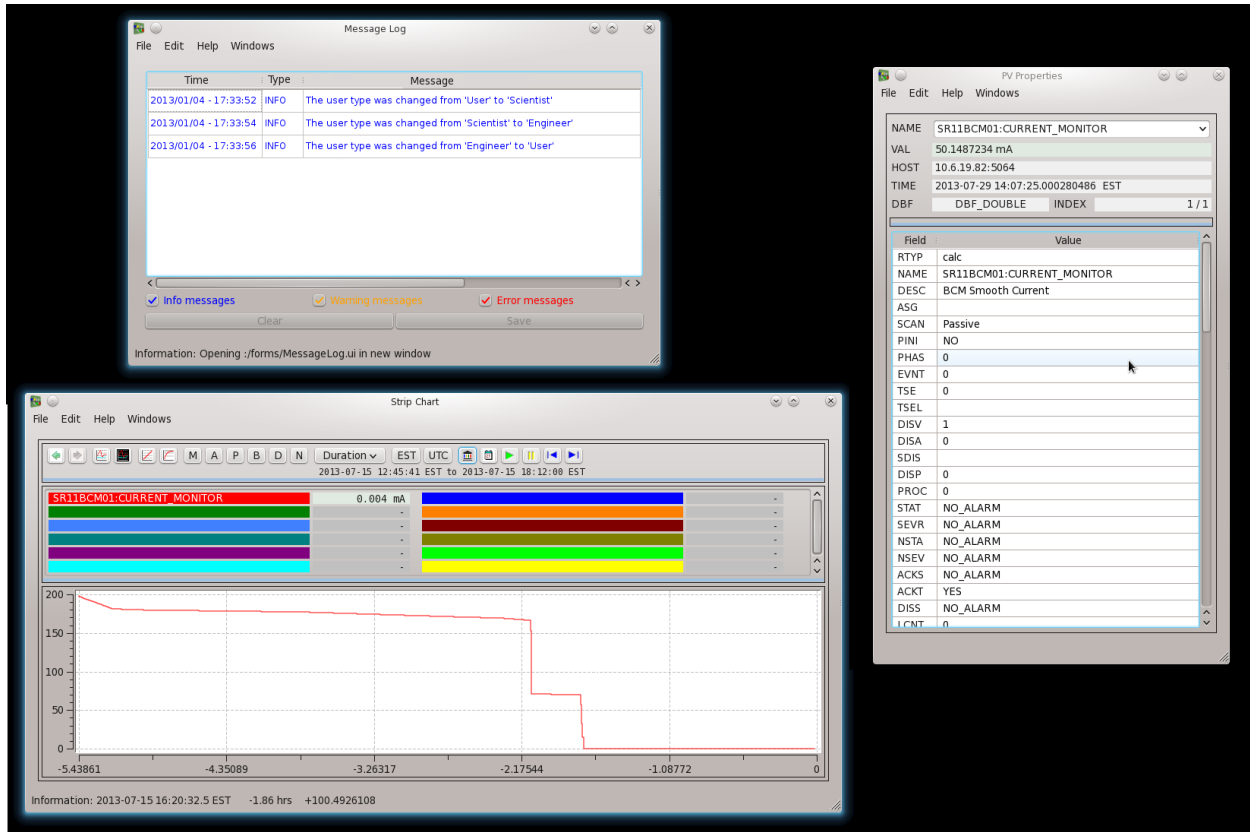 Message Log
File Edit Help Windows
Time Type Message
2013/01/04 - 17:33:52 INFO The user type was changed from 'User' to 'Scientist'
2013/01/04 - 17:33:54 INFO The user type was changed from 'Scientist' to 'Engineer'
2013/01/04 - 17:33:56 INFO The user type was changed from 'Engineer' to 'User'
Info messages Warning messages Error messages
Clear Save
Information: Opening :/forms/MessageLog.ui in new window
Strip Chart
File Edit Help Windows
M A P B D N Duration EST UTC
2013-07-15 12:45:41 EST to 2013-07-15 18:12:00 EST
SR11BCM01:CURRENT_MONITOR 0.004 mA -
- -
- -
- -
- -
- -
200
150
100
50
0
-5.43861 -4.35089 -3.26317 -2.17544 -1.08772 0
Information: 2013-07-15 16:20:32.5 EST -1.86 hrs +100.4926108
PV Properties
File Edit Help Windows
NAME SR11BCM01:CURRENT_MONITOR
VAL 50.1487234 mA
HOST 10.6.19.82:5064
TIME 2013-07-29 14:07:25.000280486 EST
DBF DBF_DOUBLE INDEX 1 / 1
Field Value
RTYP calc
NAME SR11BCM01:CURRENT_MONITOR
DESC BCM Smooth Current
ASG
SCAN Passive
PINI NO
PHAS 0
EVNT 0
TSE 0
TSEL
DISV 1
DISA 0
SDIS
DISP 0
PROC 0
STAT NO_ALARM
SEVR NO_ALARM
NSTA NO_ALARM
NSEV NO_ALARM
ACKS NO_ALARM
ACKT YES
DISS NO_ALARM
LCNT 0